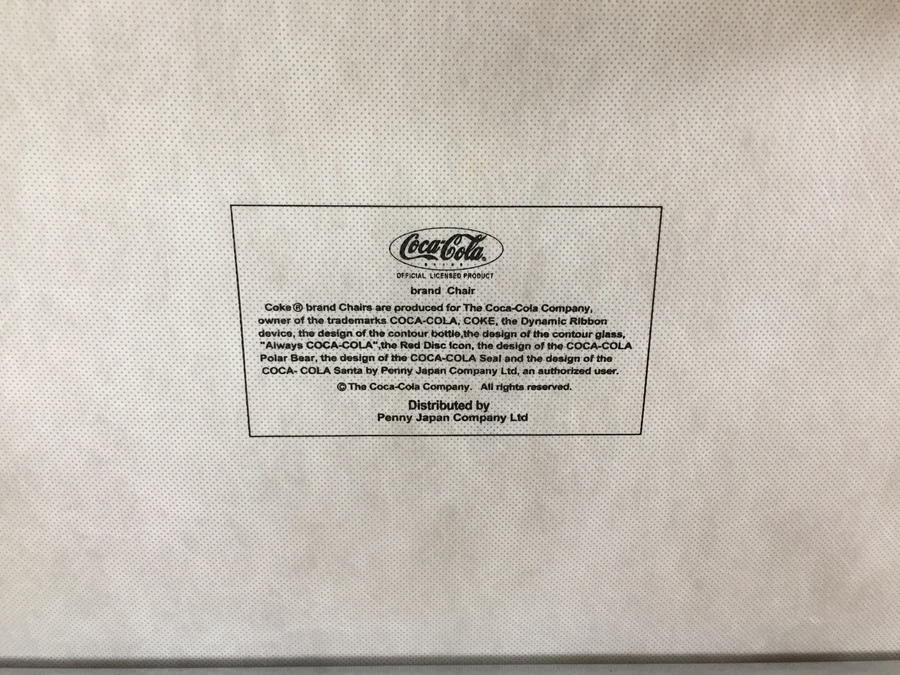 Coca-Cola
BRAND
OFFICIAL LICENSED PRODUCT
brand Chair
Coke® brand Chairs are produced for The Coca-Cola Company,
owner of the trademarks COCA-COLA, COKE, the Dynamic Ribbon
device, the design of the contour bottle,the design of the contour glass,
"Always COCA-COLA",the Red Disc Icon, the design of the COCA-COLA
Polar Bear, the design of the COCA-COLA Seal and the design of the
COCA- COLA Santa by Penny Japan Company Ltd, an authorized user.
© The Coca-Cola Company. All rights reserved.
Distributed by
Penny Japan Company Ltd